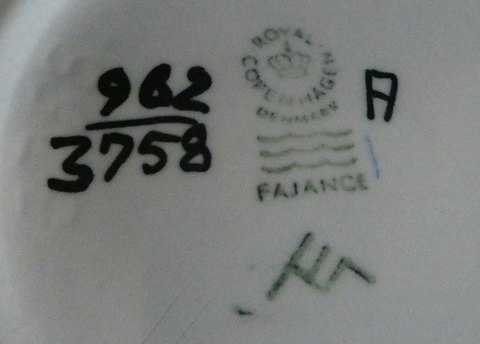 962
3758
ROYAL
COPENHAGEN
DENMARK
FAJANCE
A